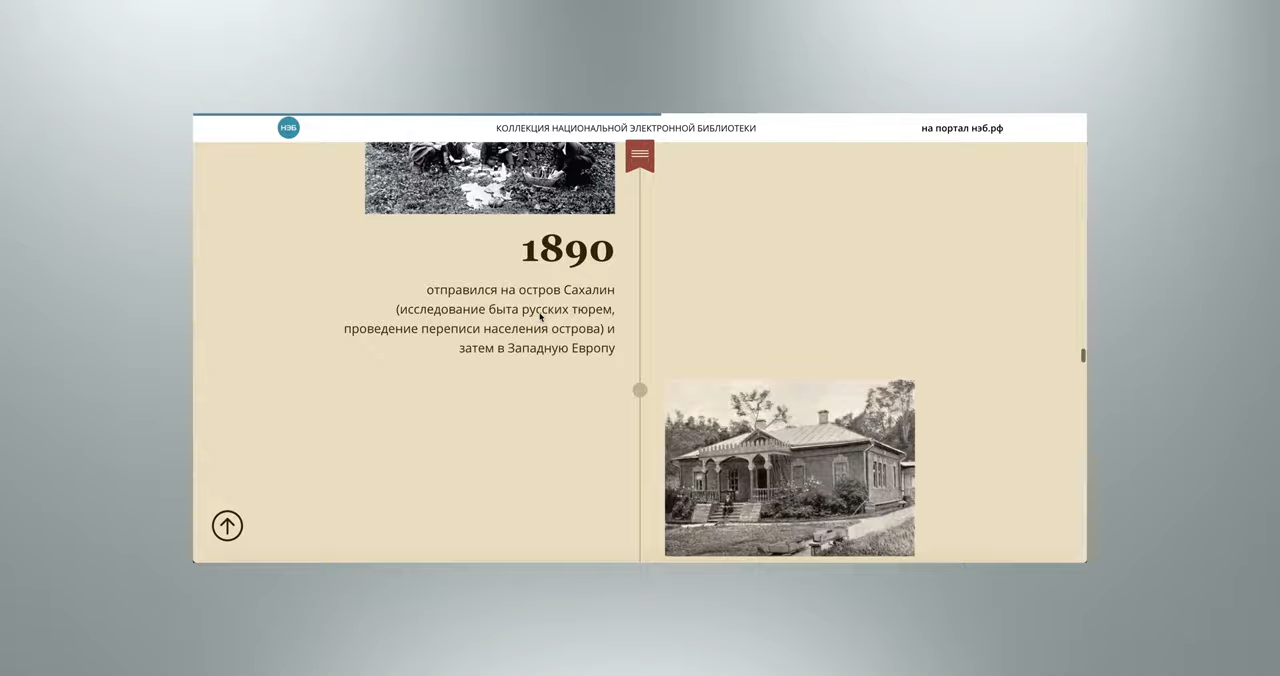 НЭБ
КОЛЛЕКЦИЯ НАЦИОНАЛЬНОЙ ЭЛЕКТРОННОЙ БИБЛИОТЕКИ
на портал нэб.рф
1890
отправился на остров Сахалин
(исследование быта русских тюрем,
проведение переписи населения острова) и
затем в Западную Европу